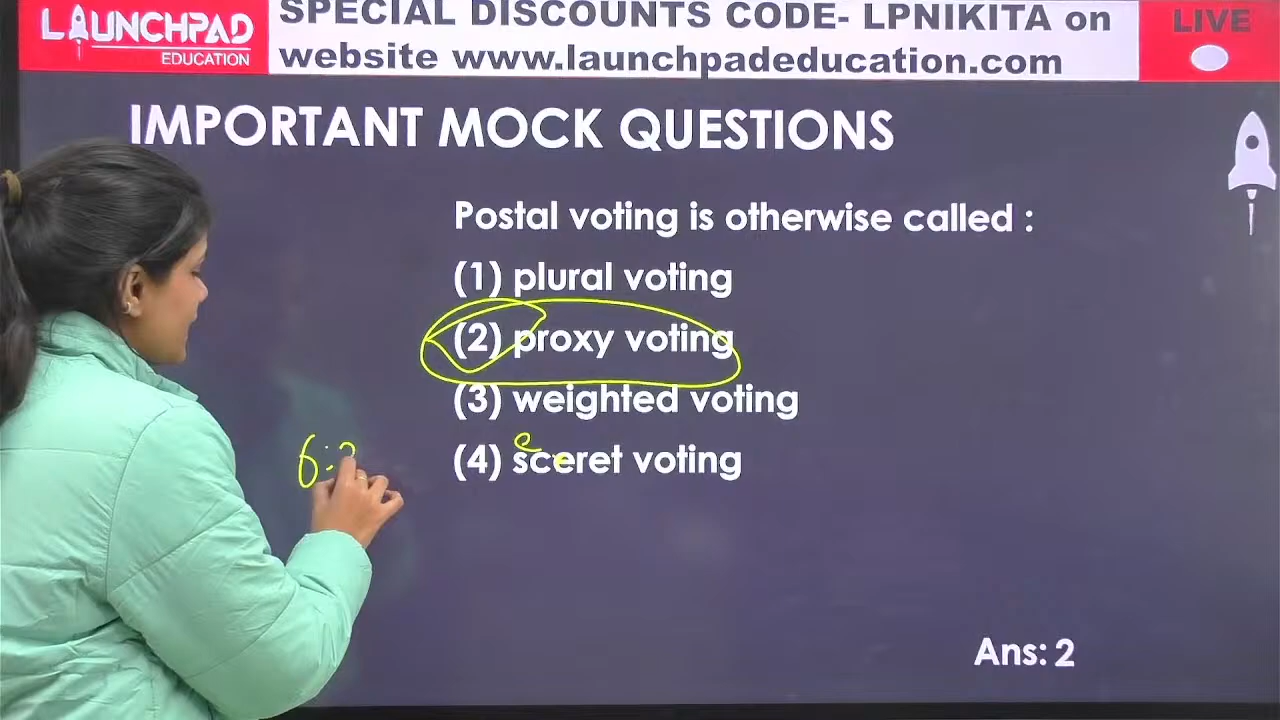 LAUNCHPAD
EDUCATION
SPECIAL DISCOUNTS CODE- LPNIKITA on
website www.launchpadeducation.com
LIVE
IMPORTANT MOCK QUESTIONS
Postal voting is otherwise called :
(1) plural voting
(2) proxy voting
(3) weighted voting
(4) sceret voting
e
Ans: 2